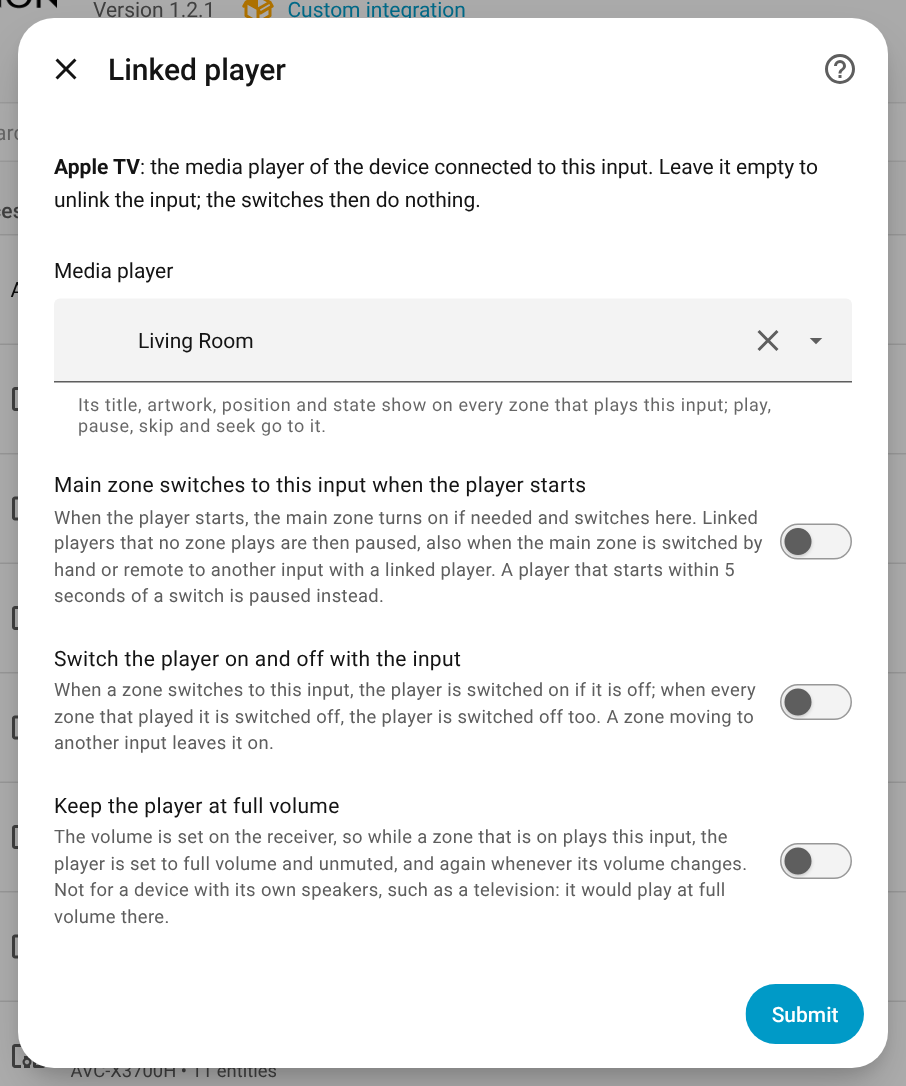 Version 1.2.1 Custom integration
Linked player
Apple TV: the media player of the device connected to this input. Leave it empty to
unlink the input; the switches then do nothing.
Media player
Living Room
Its title, artwork, position and state show on every zone that plays this input; play,
pause, skip and seek go to it.
Main zone switches to this input when the player starts
When the player starts, the main zone turns on if needed and switches here. Linked
players that no zone plays are then paused, also when the main zone is switched by
hand or remote to another input with a linked player. A player that starts within 5
seconds of a switch is paused instead.
Switch the player on and off with the input
When a zone switches to this input, the player is switched on if it is off; when every
zone that played it is switched off, the player is switched off too. A zone moving to
another input leaves it on.
Keep the player at full volume
The volume is set on the receiver, so while a zone that is on plays this input, the
player is set to full volume and unmuted, and again whenever its volume changes.
Not for a device with its own speakers, such as a television: it would play at full
volume there.
Submit
AVC-X3700H • 11 entities